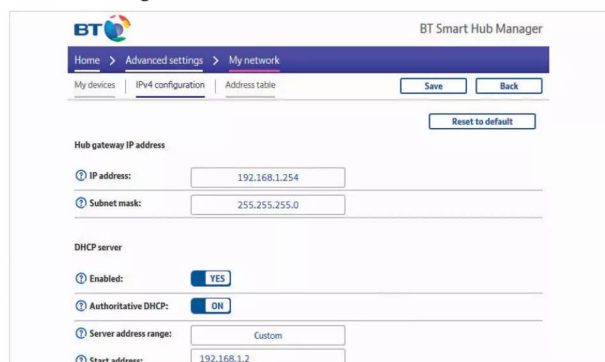 BT
BT Smart Hub Manager
Home > Advanced settings > My network
My devices | IPv4 configuration | Address table
Save
Back
Reset to default
Hub gateway IP address
? IP address: 192.168.1.254
? Subnet mask: 255.255.255.0
DHCP server
? Enabled: YES
? Authoritative DHCP: ON
? Server address range: Custom
? Start address: 192.168.1.2